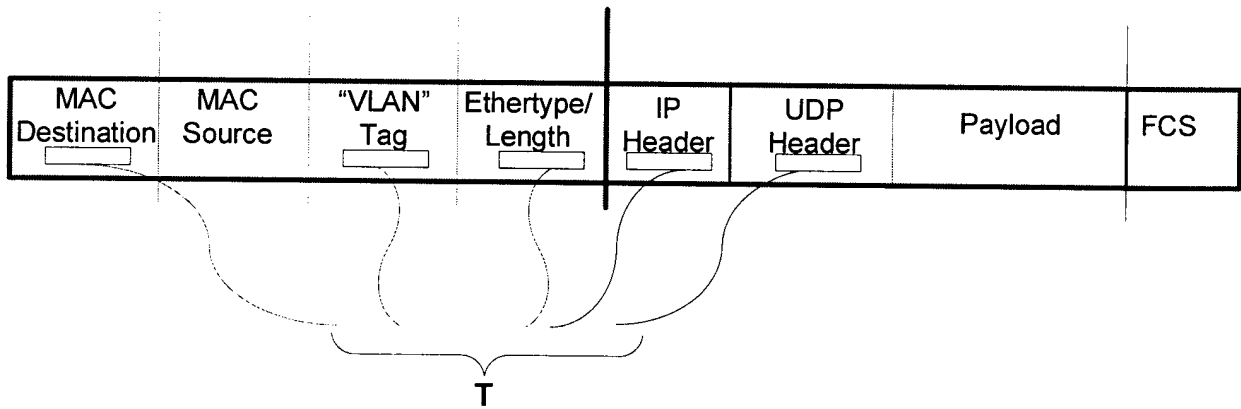 MAC
Destination
MAC
Source
“VLAN”
Tag
Ethertype/
Length
IP
Header
UDP
Header
Payload
FCS
T